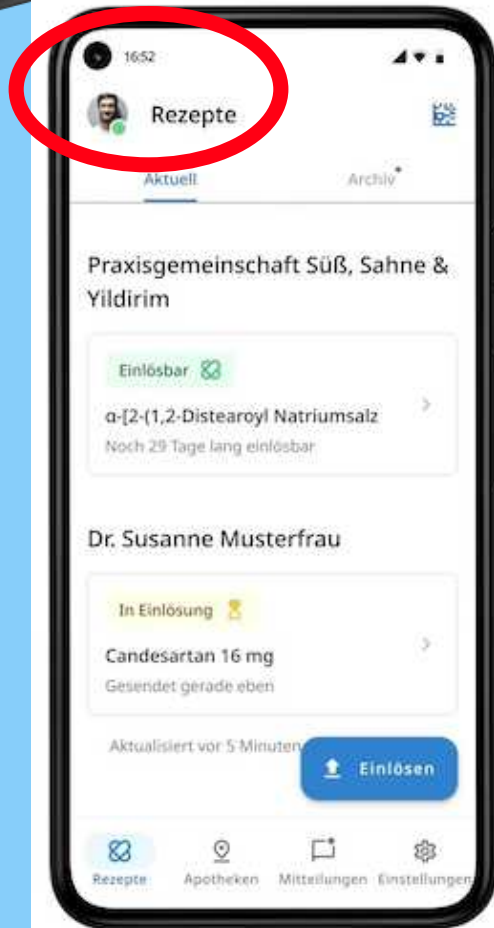 16:52
Rezepte
Aktuell
Archiv
Praxisgemeinschaft Süß, Sahne &
Yildirim
Einlösbar
α-[2-(1,2-Distearoyl Natriumsalz
Noch 29 Tage lang einlösbar
Dr. Susanne Musterfrau
In Einlösung
Candesartan 16 mg
Gesendet gerade eben
Aktualisiert vor 5 Minuten
Einlösen
Rezepte Apotheken Mitteilungen Einstellungen